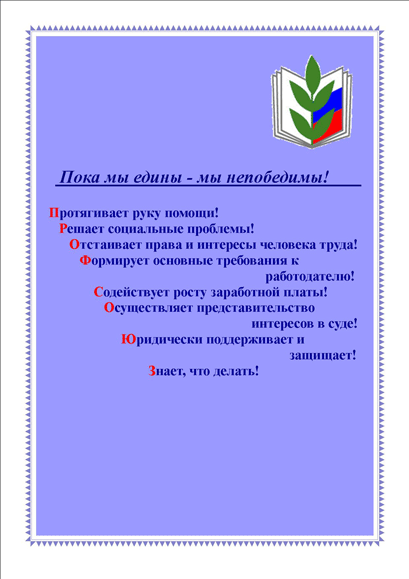 Пока мы едины - мы непобедимы!
Протягивает руку помощи!
Решает социальные проблемы!
Отстаивает права и интересы человека труда!
Формирует основные требования к
работодателю!
Содействует росту заработной платы!
Осуществляет представительство
интересов в суде!
Юридически поддерживает и
защищает!
Знает, что делать!